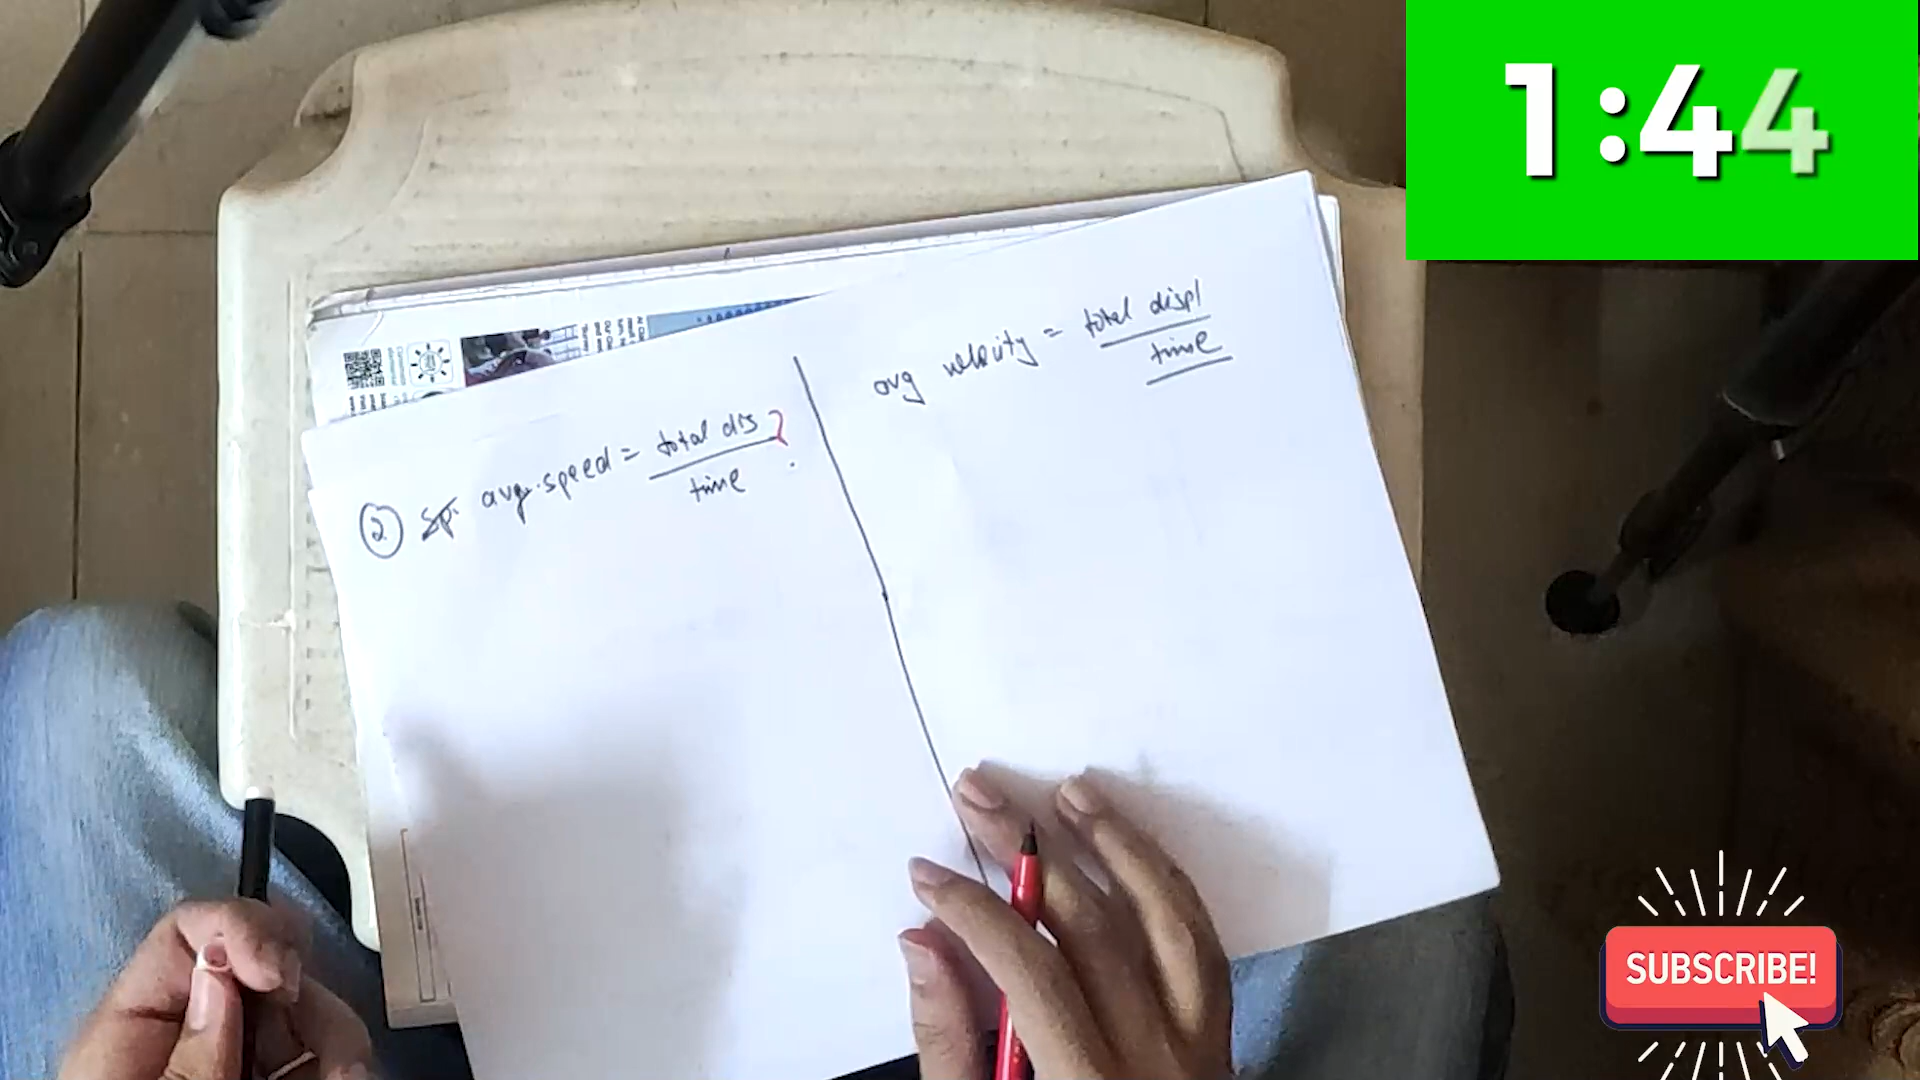 1:44
avg velocity = total displ
time
② Sp. avg. speed = total dis ?
time
SUBSCRIBE!